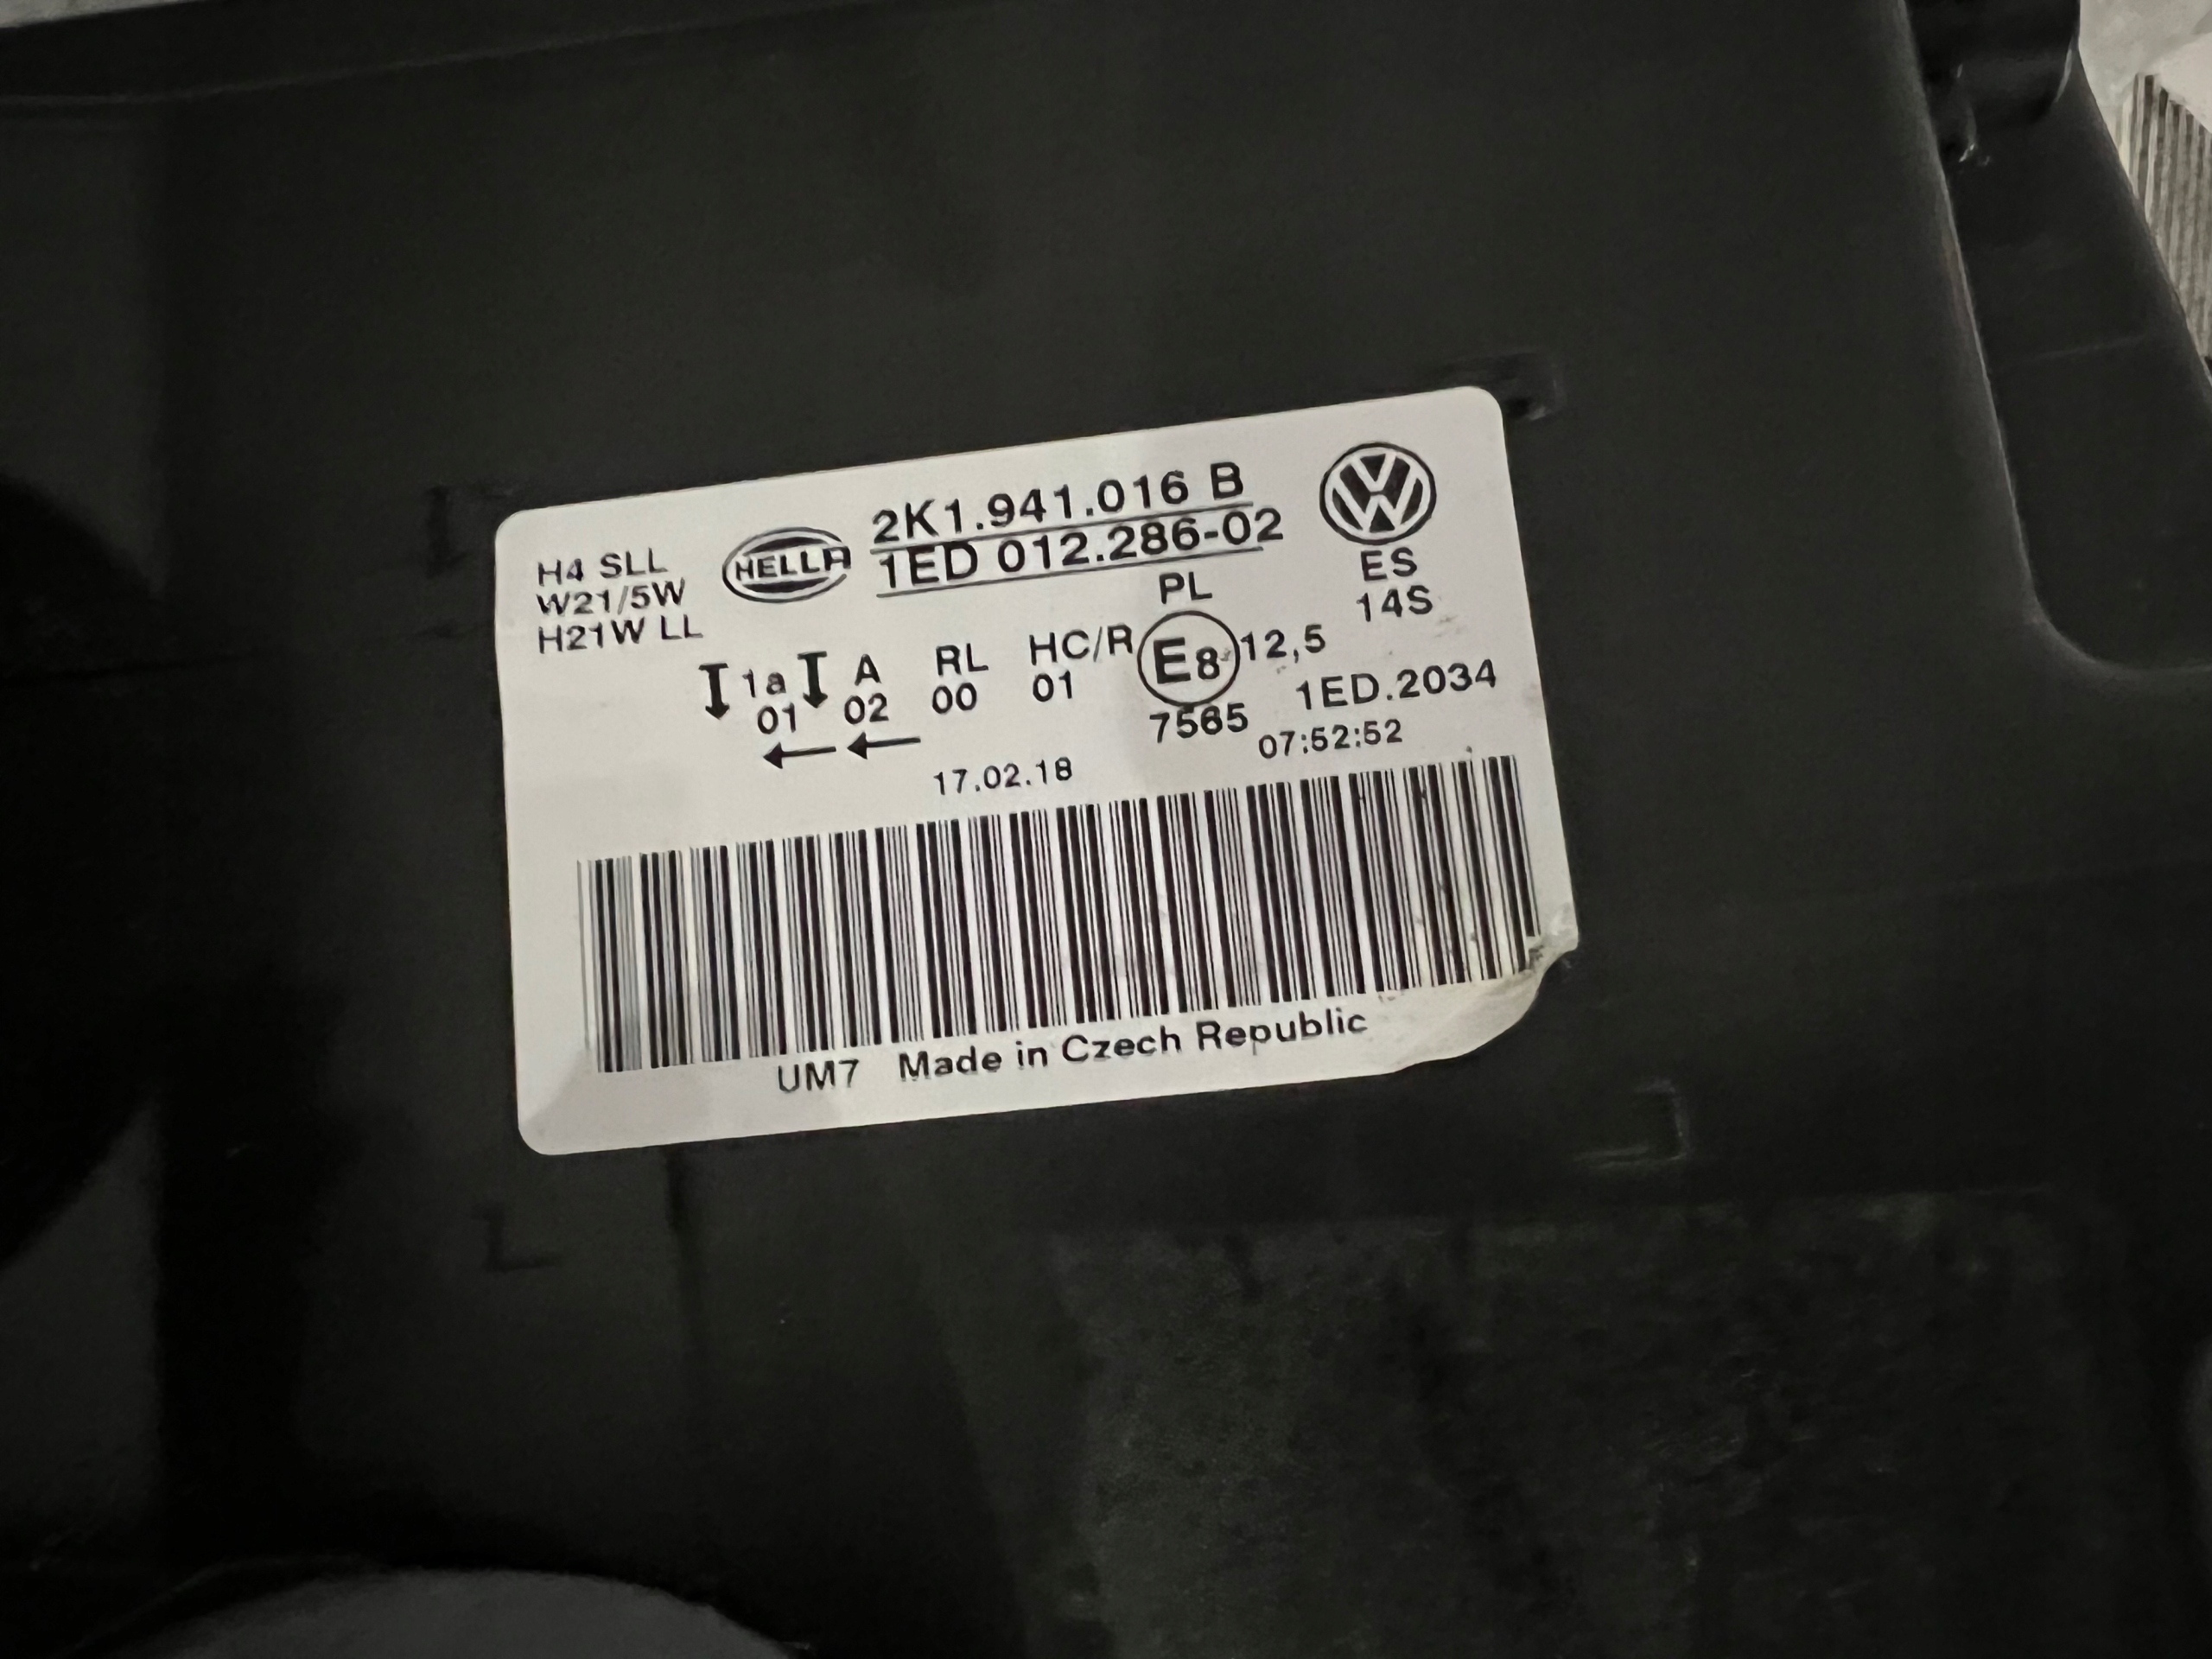 H4 SLL
W21/5W
H21W LL
HELLA
2K1.941.016 B
1ED 012.286-02
VW
ES
14S
PL
1a A RL HC/R E8 12,5
01 02 00 01
7565
1ED.2034
17.02.18
07:52:52
UM7 Made in Czech Republic